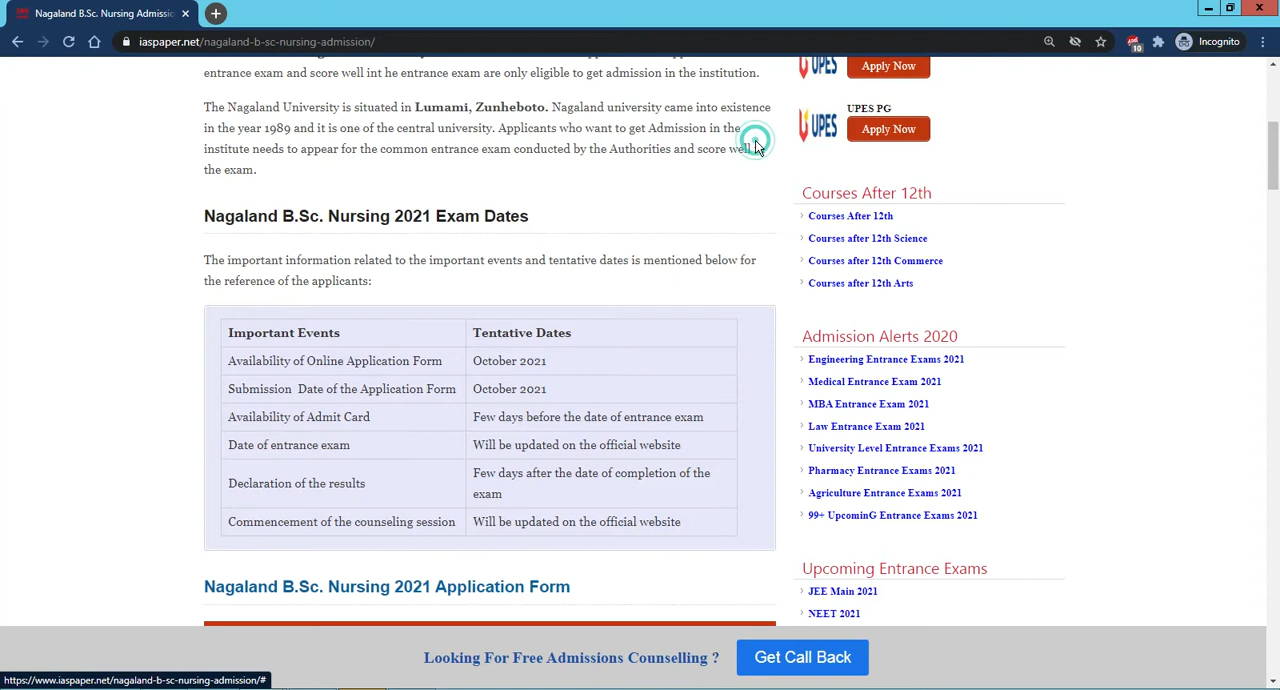 Nagaland B.Sc. Nursing Admissio
iaspaper.net/nagaland-b-sc-nursing-admission/
10
Incognito
entrance exam and score well int he entrance exam are only eligible to get admission in the institution.
The Nagaland University is situated in Lumami, Zunheboto. Nagaland university came into existence
in the year 1989 and it is one of the central university. Applicants who want to get Admission in the
institute needs to appear for the common entrance exam conducted by the Authorities and score well
the exam.
Nagaland B.Sc. Nursing 2021 Exam Dates
The important information related to the important events and tentative dates is mentioned below for
the reference of the applicants:
Important Events Tentative Dates
Availability of Online Application Form October 2021
Submission Date of the Application Form October 2021
Availability of Admit Card Few days before the date of entrance exam
Date of entrance exam Will be updated on the official website
Declaration of the results Few days after the date of completion of the
exam
Commencement of the counseling session Will be updated on the official website
Nagaland B.Sc. Nursing 2021 Application Form
UPES
Apply Now
UPES PG
UPES
Apply Now
Courses After 12th
Courses After 12th
Courses after 12th Science
Courses after 12th Commerce
Courses after 12th Arts
Admission Alerts 2020
Engineering Entrance Exams 2021
Medical Entrance Exam 2021
MBA Entrance Exam 2021
Law Entrance Exam 2021
University Level Entrance Exams 2021
Pharmacy Entrance Exams 2021
Agriculture Entrance Exams 2021
99+ UpcominG Entrance Exams 2021
Upcoming Entrance Exams
JEE Main 2021
NEET 2021
Looking For Free Admissions Counselling ?
Get Call Back
https://www.iaspaper.net/nagaland-b-sc-nursing-admission/#